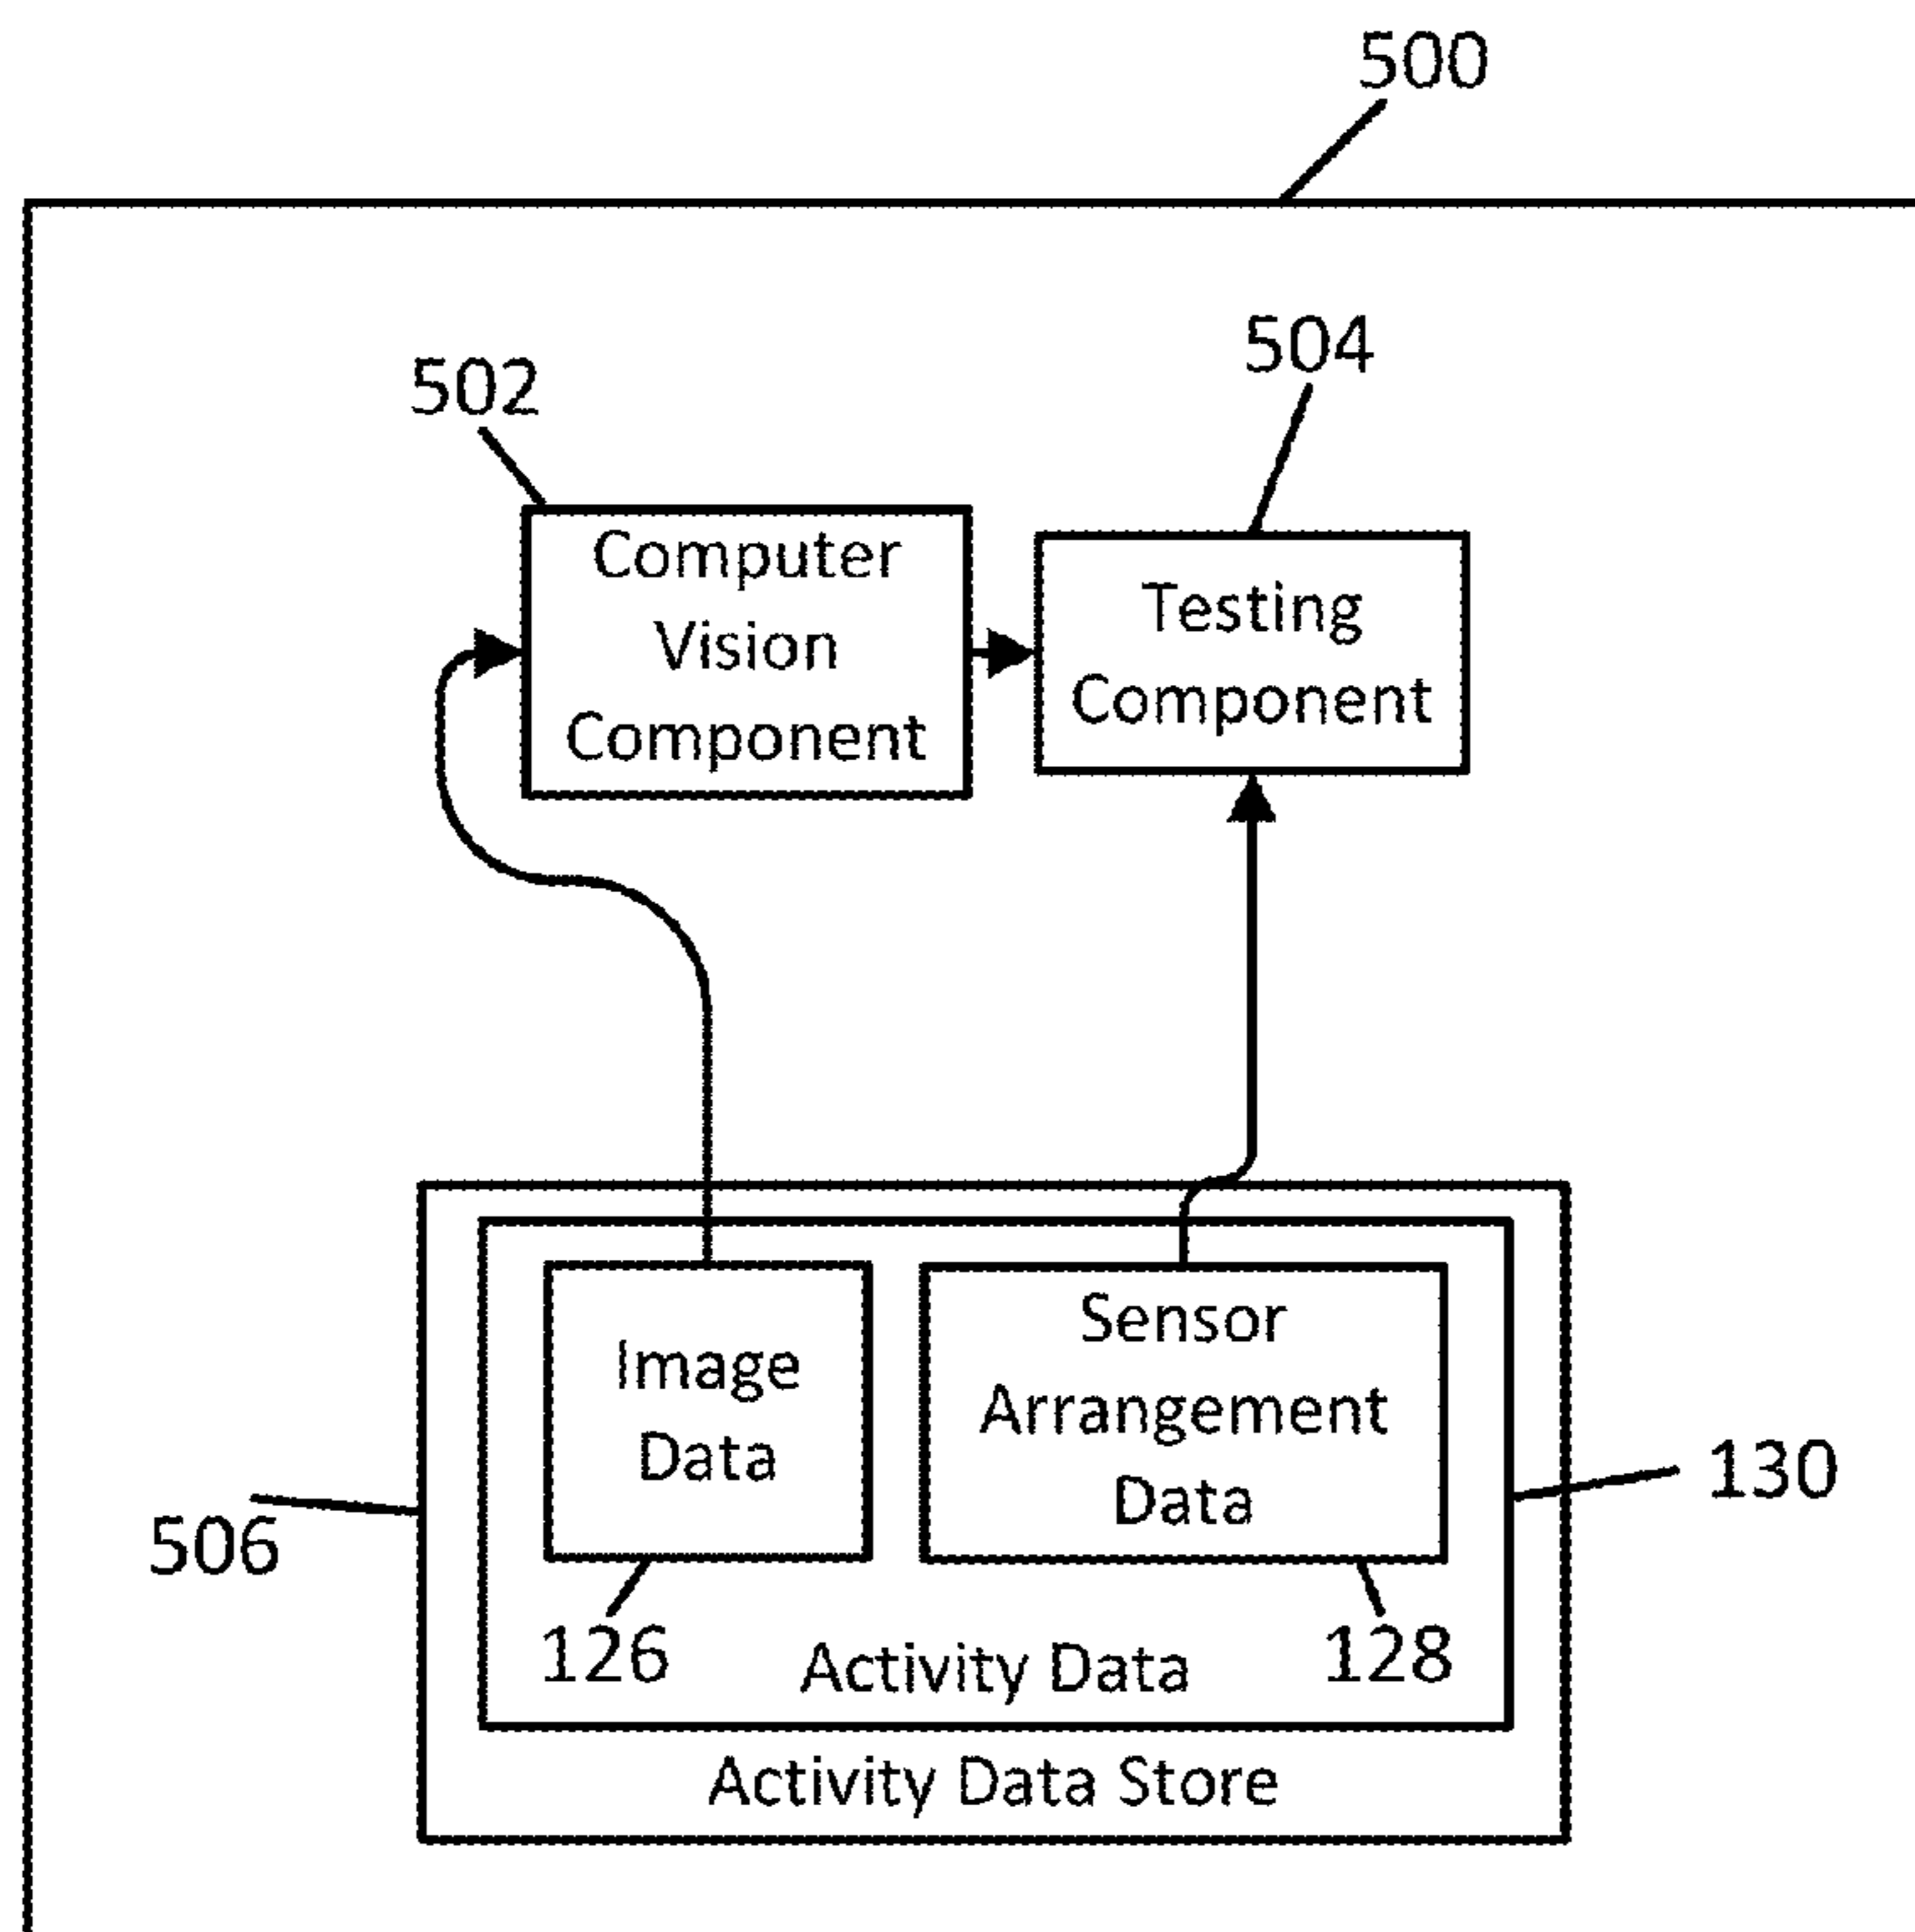 500
504
502
Computer
Vision
Component
Testing
Component
Image
Data
Sensor
Arrangement
Data
130
506
126
Activity Data
128
Activity Data Store